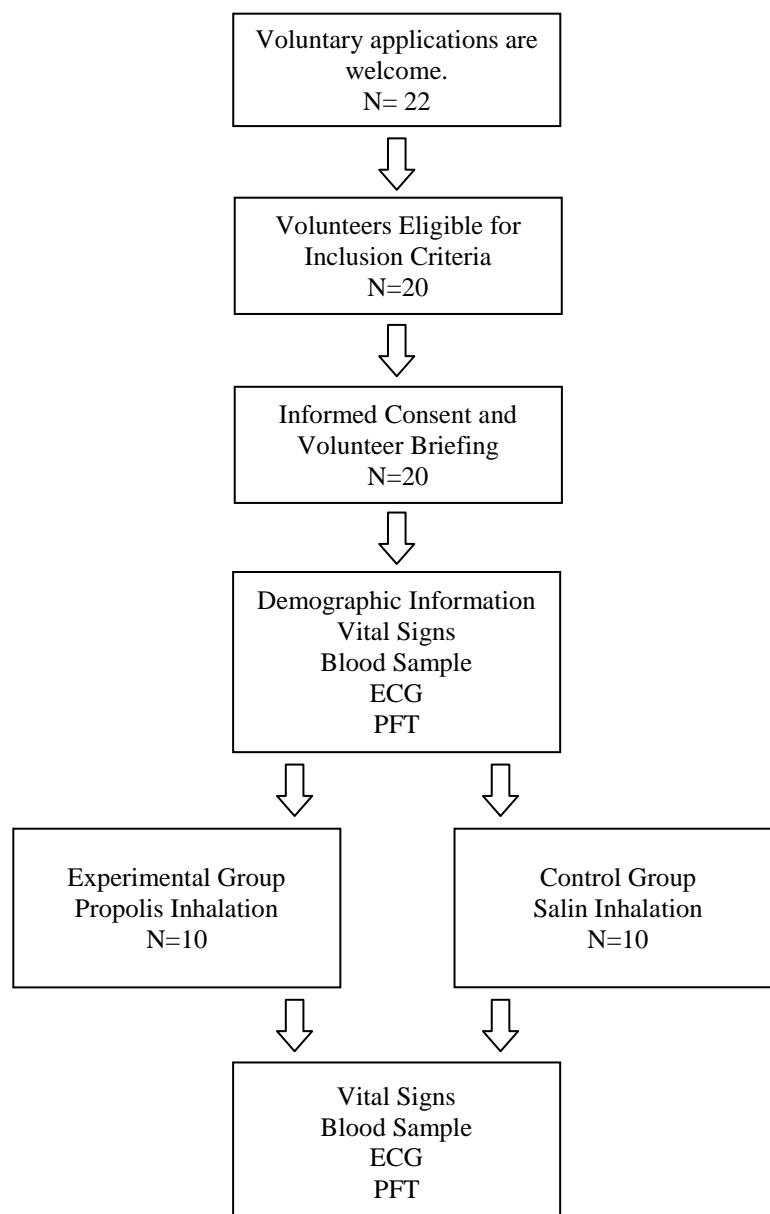 Voluntary applications are
welcome.
N= 22
Volunteers Eligible for
Inclusion Criteria
N=20
Informed Consent and
Volunteer Briefing
N=20
Demographic Information
Vital Signs
Blood Sample
ECG
PFT
Experimental Group
Propolis Inhalation
N=10
Control Group
Salin Inhalation
N=10
Vital Signs
Blood Sample
ECG
PFT